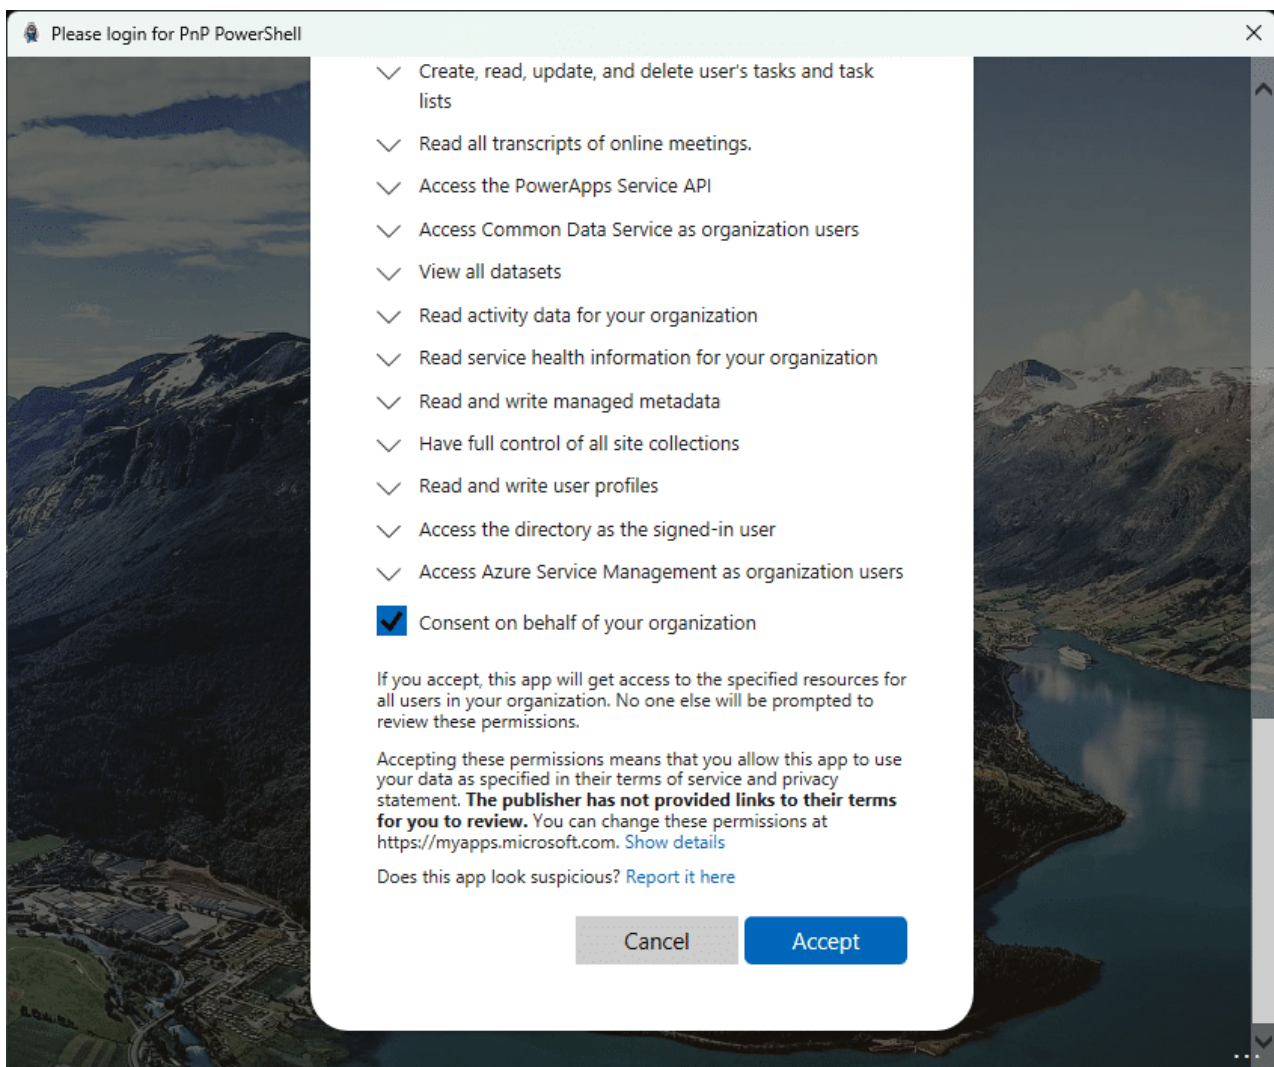 Please login for PnP PowerShell
Create, read, update, and delete user's tasks and task
lists
Read all transcripts of online meetings.
Access the PowerApps Service API
Access Common Data Service as organization users
View all datasets
Read activity data for your organization
Read service health information for your organization
Read and write managed metadata
Have full control of all site collections
Read and write user profiles
Access the directory as the signed-in user
Access Azure Service Management as organization users
Consent on behalf of your organization
If you accept, this app will get access to the specified resources for
all users in your organization. No one else will be prompted to
review these permissions.
Accepting these permissions means that you allow this app to use
your data as specified in their terms of service and privacy
statement. The publisher has not provided links to their terms
for you to review. You can change these permissions at
https://myapps.microsoft.com. Show details
Does this app look suspicious? Report it here
Cancel
Accept